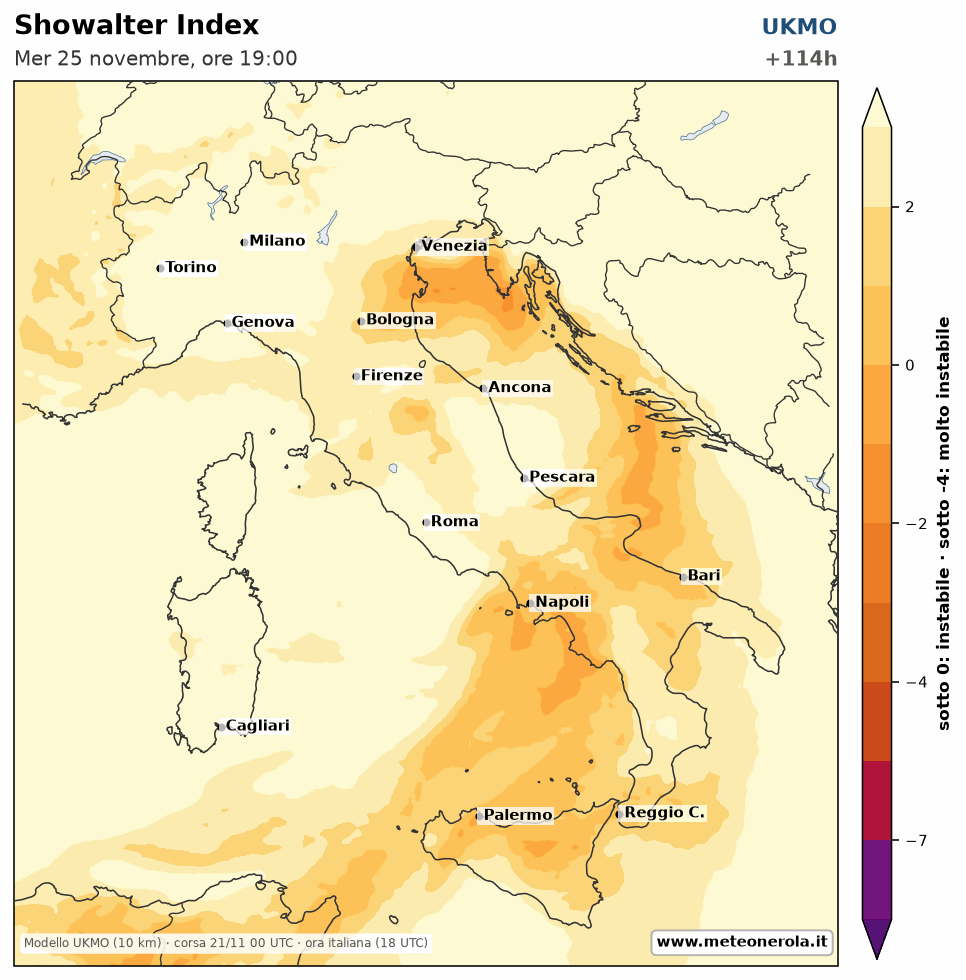 Showalter Index
UKMO
Mer 25 novembre, ore 19:00
+114h
Milano
Venezia
Torino
Genova
Bologna
Firenze
Ancona
Pescara
Roma
Bari
Napoli
Cagliari
Palermo
Reggio C.
2
0
−2
−4
−7
sotto 0: instabile · sotto -4: molto instabile
Modello UKMO (10 km) · corsa 21/11 00 UTC · ora italiana (18 UTC)
www.meteonerola.it